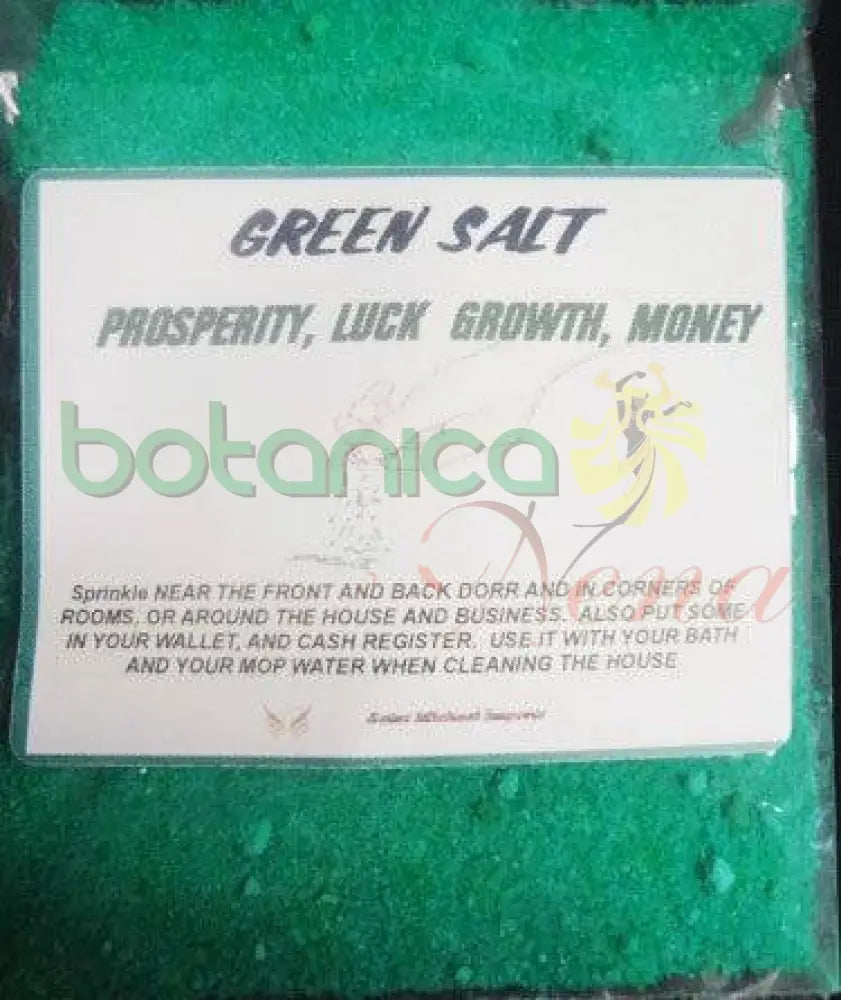 GREEN SALT
PROSPERITY, LUCK GROWTH, MONEY
botanica
Nena
Sprinkle NEAR THE FRONT AND BACK DORR AND IN CORNERS OF
ROOMS, OR AROUND THE HOUSE AND BUSINESS. ALSO PUT SOME
IN YOUR WALLET, AND CASH REGISTER. USE IT WITH YOUR BATH
AND YOUR MOP WATER WHEN CLEANING THE HOUSE